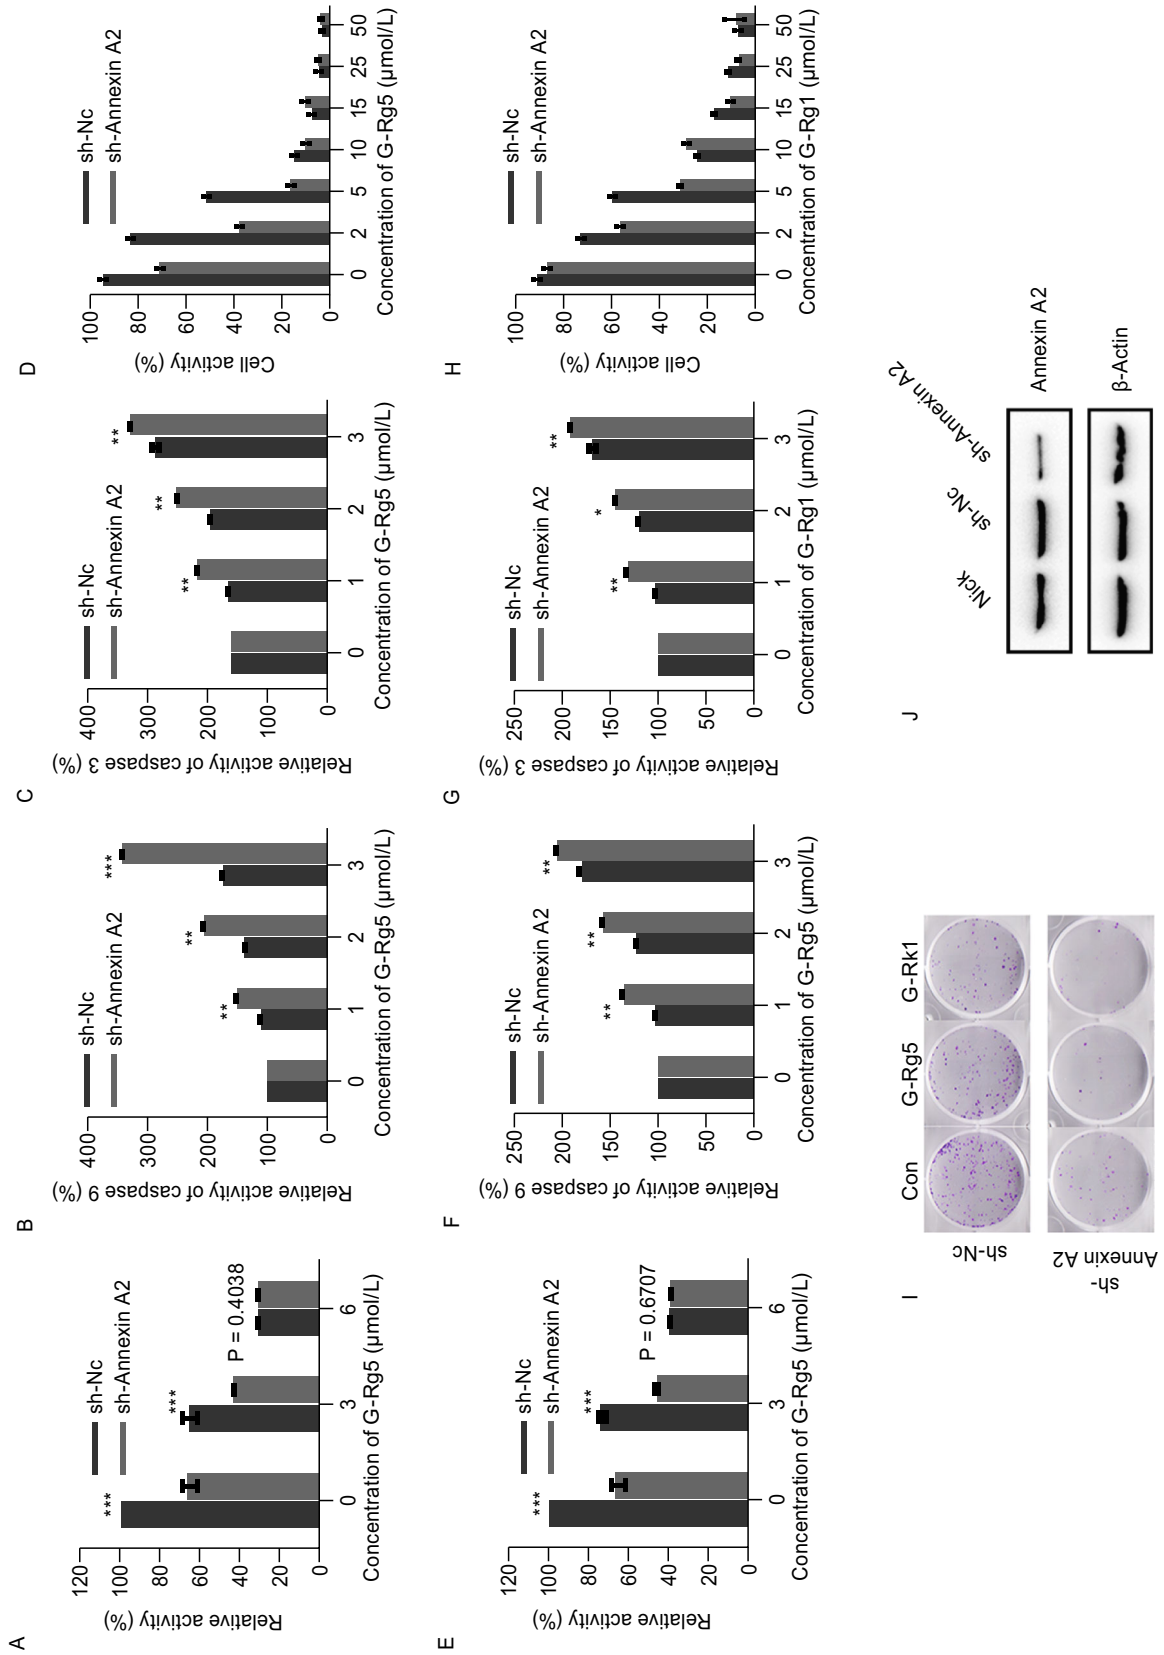 A
Relative activity (%)
120
100
80
60
40
20
0
sh-Nc
sh-Annexin A2
***
***
P = 0.4038
0
3
6
Concentration of G-Rg5 (μmol/L)
B
Relative activity of caspase 9 (%)
400
300
200
100
0
sh-Nc
sh-Annexin A2
**
**
***
0
1
2
3
Concentration of G-Rg5 (μmol/L)
C
Relative activity of caspase 3 (%)
400
300
200
100
0
sh-Nc
sh-Annexin A2
**
**
**
0
1
2
3
Concentration of G-Rg5 (μmol/L)
D
Cell activity (%)
100
80
60
40
20
0
sh-Nc
sh-Annexin A2
0
2
5
10
15
25
50
Concentration of G-Rg5 (μmol/L)
E
Relative activity (%)
120
100
80
60
40
20
0
sh-Nc
sh-Annexin A2
***
***
P = 0.6707
0
3
6
Concentration of G-Rg5 (μmol/L)
F
Relative activity of caspase 9 (%)
250
200
150
100
50
0
sh-Nc
sh-Annexin A2
**
**
**
0
1
2
3
Concentration of G-Rg5 (μmol/L)
G
Relative activity of caspase 3 (%)
250
200
150
100
50
0
sh-Nc
sh-Annexin A2
**
*
**
0
1
2
3
Concentration of G-Rg1 (μmol/L)
H
Cell activity (%)
100
80
60
40
20
0
sh-Nc
sh-Annexin A2
0
2
5
10
15
25
50
Concentration of G-Rg1 (μmol/L)
I
Con
G-Rg5
G-Rk1
sh-Nc
sh-
Annexin A2
J
Nick
sh-Nc
sh-Annexin A2
Annexin A2
β-Actin